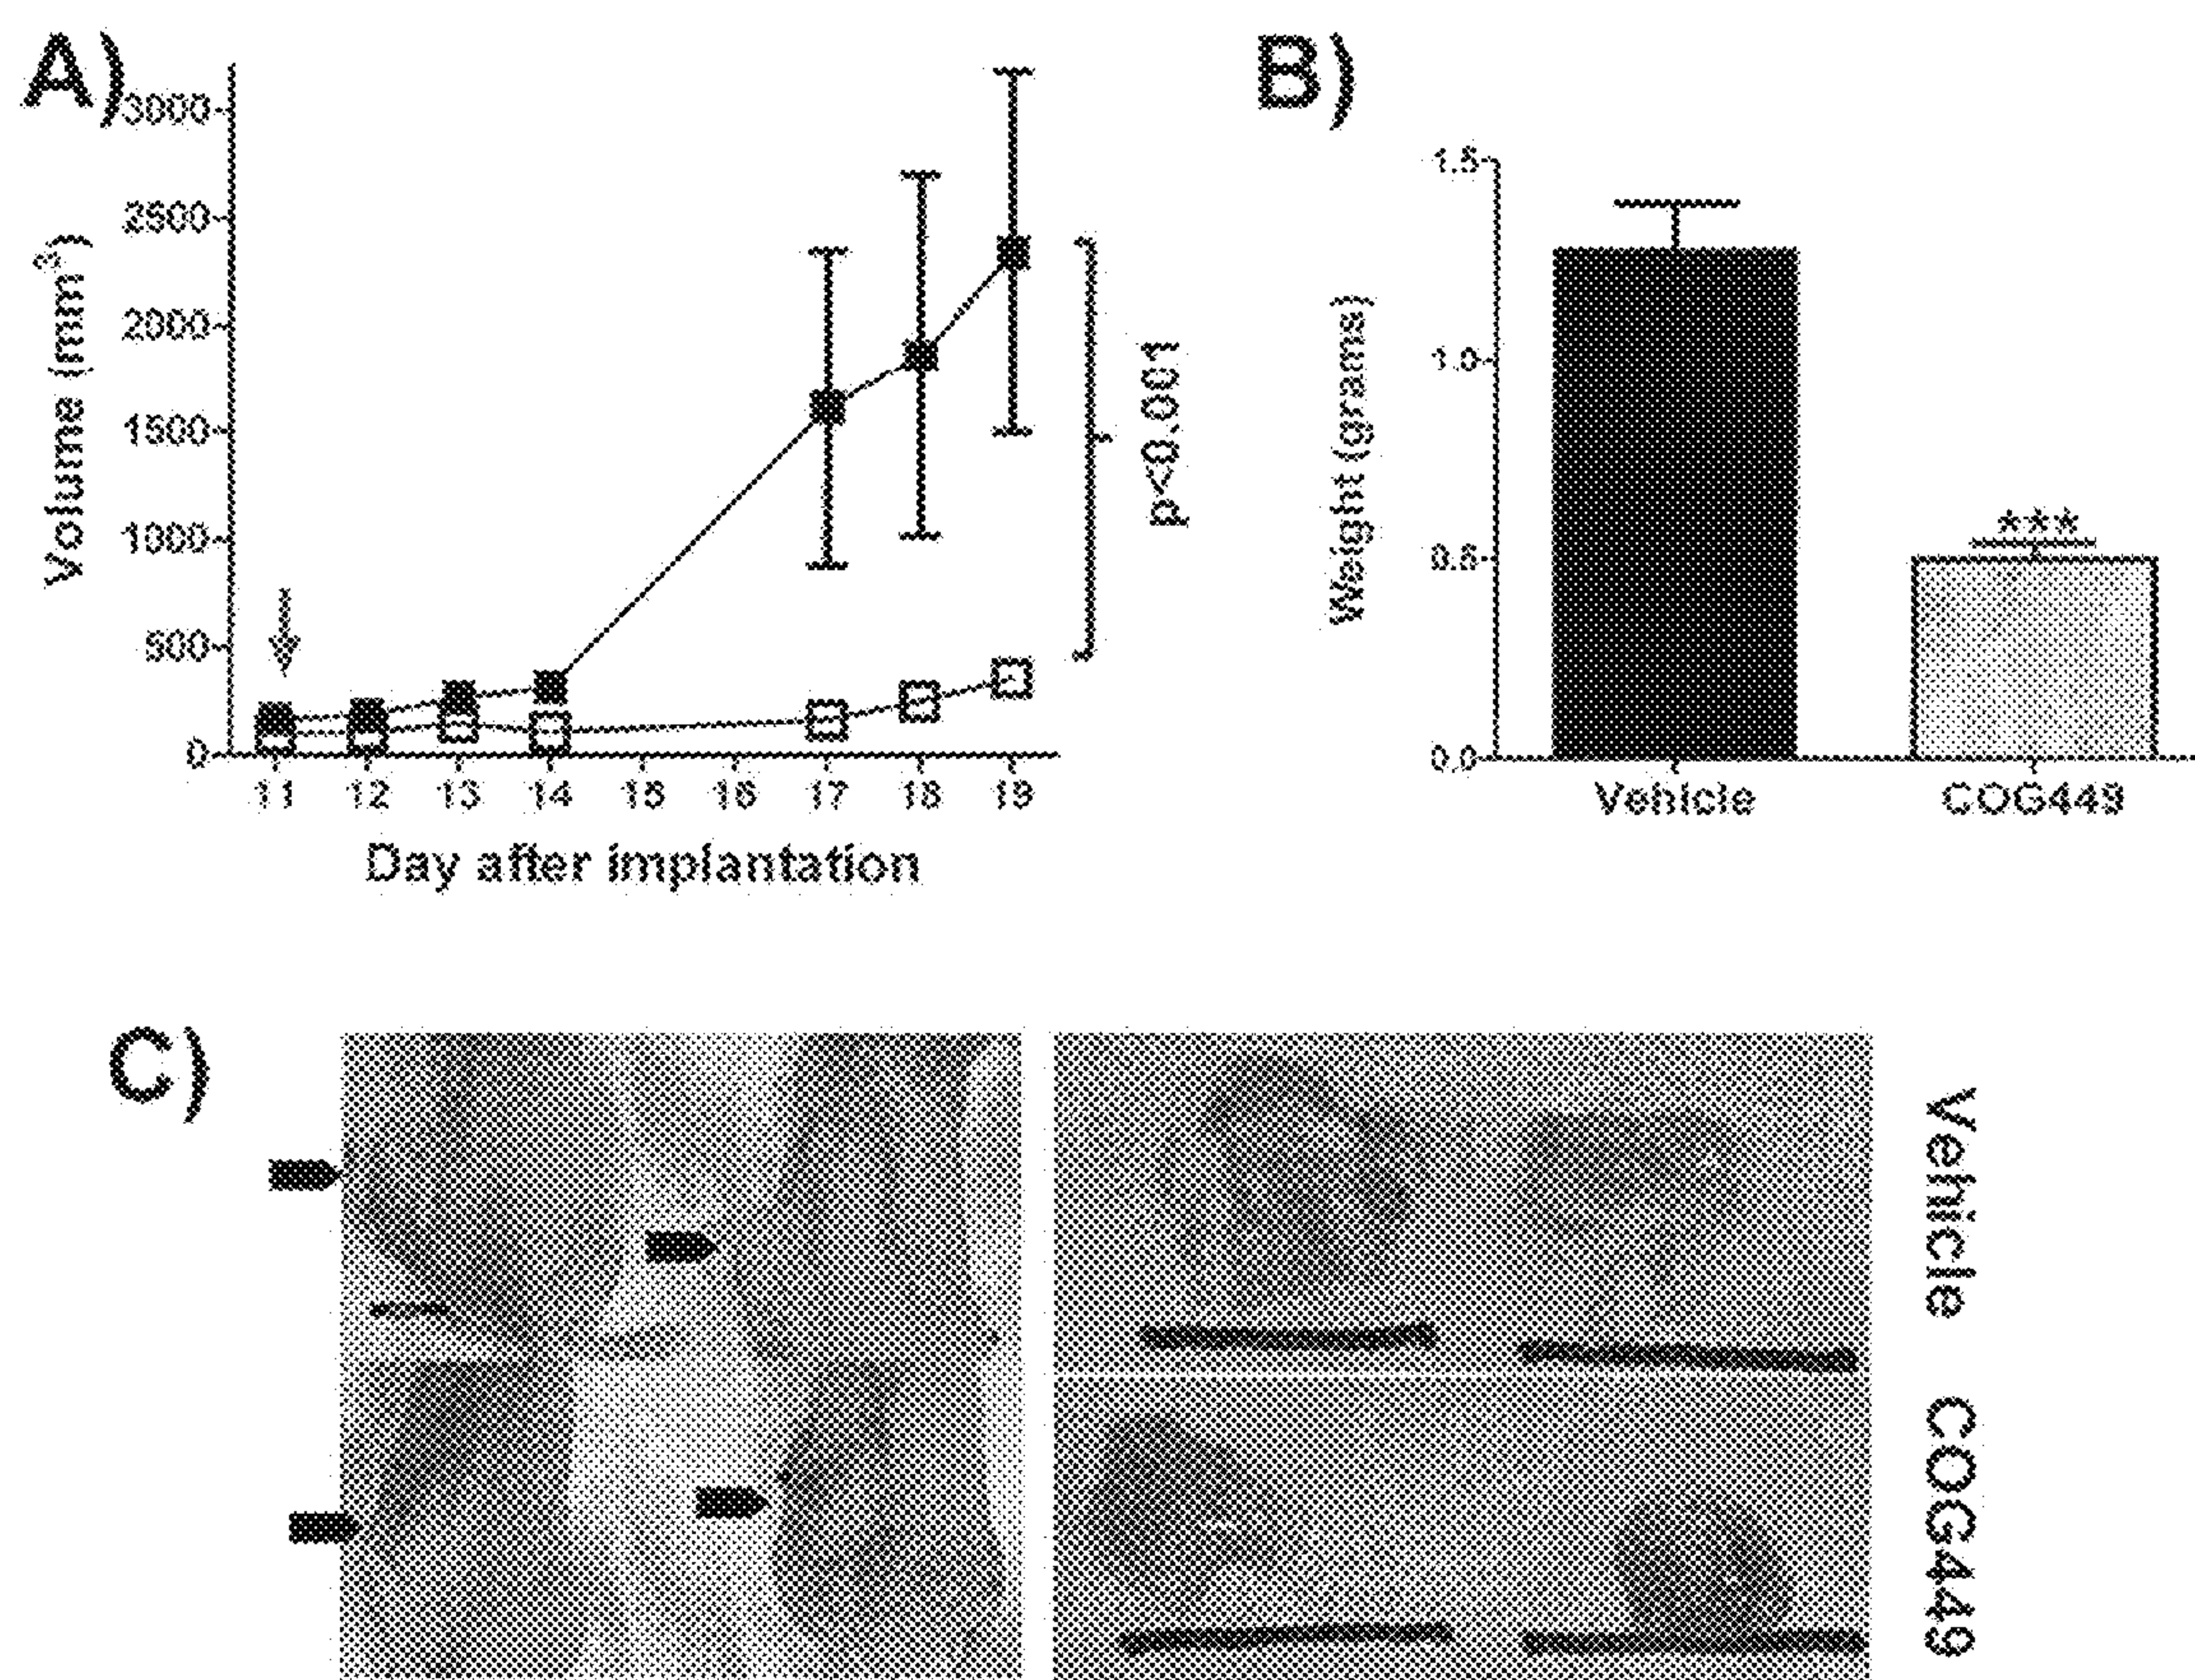 A)
3000
2500
2000
1500
1000
500
0
Volume (mm³)
11 12 13 14 15 16 17 18 19
Day after implantation
p<0.001
B)
1.5
1.0
0.5
0.0
Weight (grams)
***
Vehicle COG449
C)
Vehicle
COG449